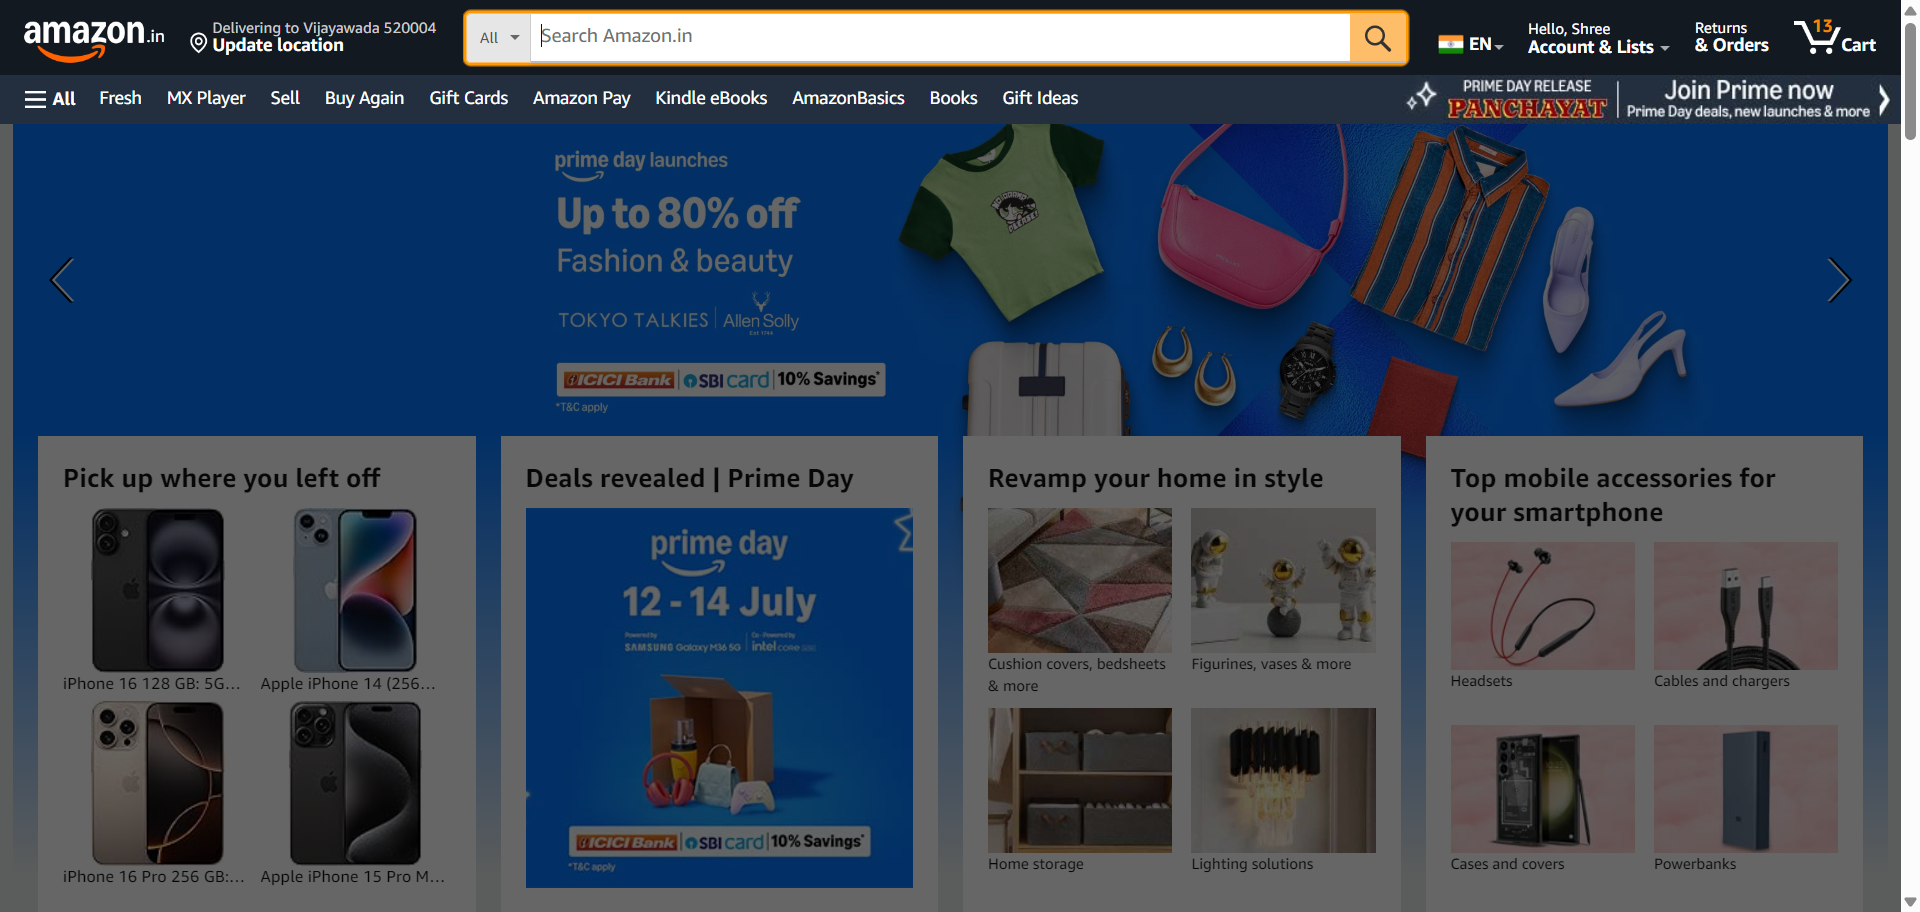 amazon.in
Delivering to Vijayawada 520004
Update location
All
Search Amazon.in
EN
Hello, Shree
Account & Lists
Returns
& Orders
13
Cart
All
Fresh
MX Player
Sell
Buy Again
Gift Cards
Amazon Pay
Kindle eBooks
AmazonBasics
Books
Gift Ideas
PRIME DAY RELEASE
PANCHAYAT
Join Prime now
Prime Day deals, new launches & more
prime day launches
Up to 80% off
Fashion & beauty
TOKYO TALKIES | Allen Solly
Est 1744
ICICI Bank | SBI card | 10% Savings*
*T&C apply
Pick up where you left off
iPhone 16 128 GB: 5G...
Apple iPhone 14 (256...
iPhone 16 Pro 256 GB:...
Apple iPhone 15 Pro M...
Deals revealed | Prime Day
prime day
12 - 14 July
Powered by
SAMSUNG Galaxy M36 5G
Co-Powered by
intel core
ICICI Bank | SBI card | 10% Savings*
*T&C apply
Revamp your home in style
Cushion covers, bedsheets
& more
Figurines, vases & more
Home storage
Lighting solutions
Top mobile accessories for
your smartphone
Headsets
Cables and chargers
Cases and covers
Powerbanks